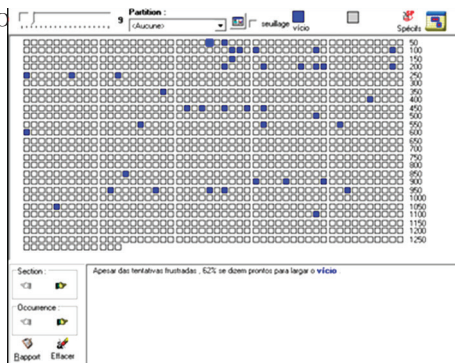 9 Partition :
(Aucune)
seuillage
vício
Spécifs
50
100
150
200
250
300
350
400
450
500
550
600
650
700
750
800
850
900
950
1000
1050
1100
1150
1200
1250
Section :
Occurrence :
Rapport Effacer
Apesar das tentativas frustradas , 62% se dizem prontos para largar o vício